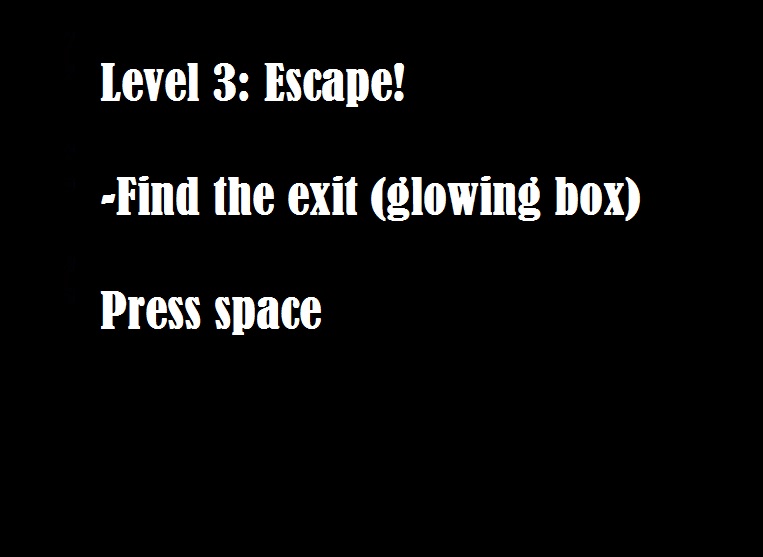 Level 3: Escape!
-Find the exit (glowing box)
Press space